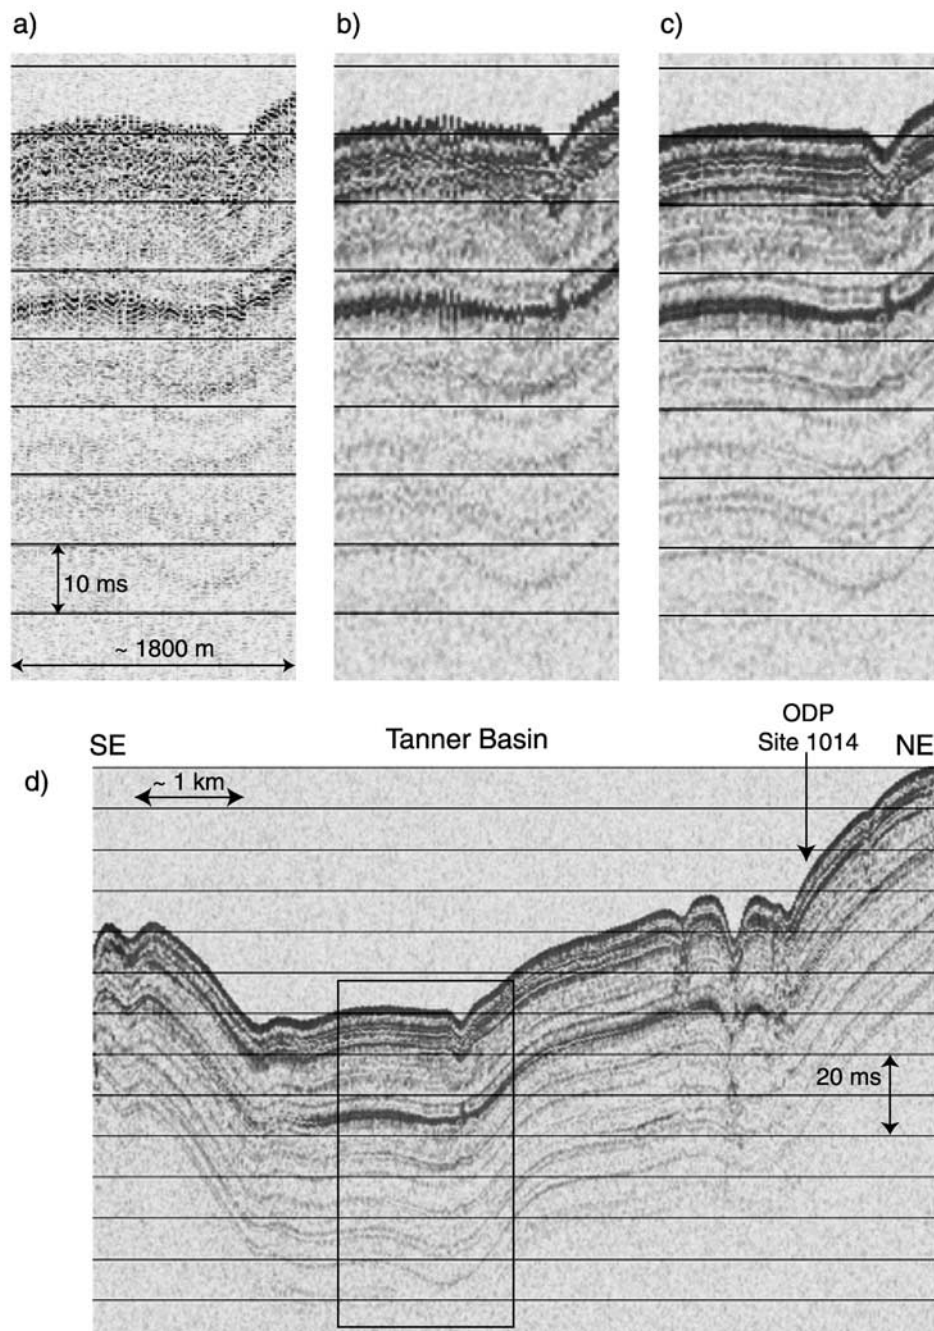 a)
b)
c)
10 ms
~ 1800 m
ODP
SE
Tanner Basin
Site 1014
NE
d)
~ 1 km
20 ms